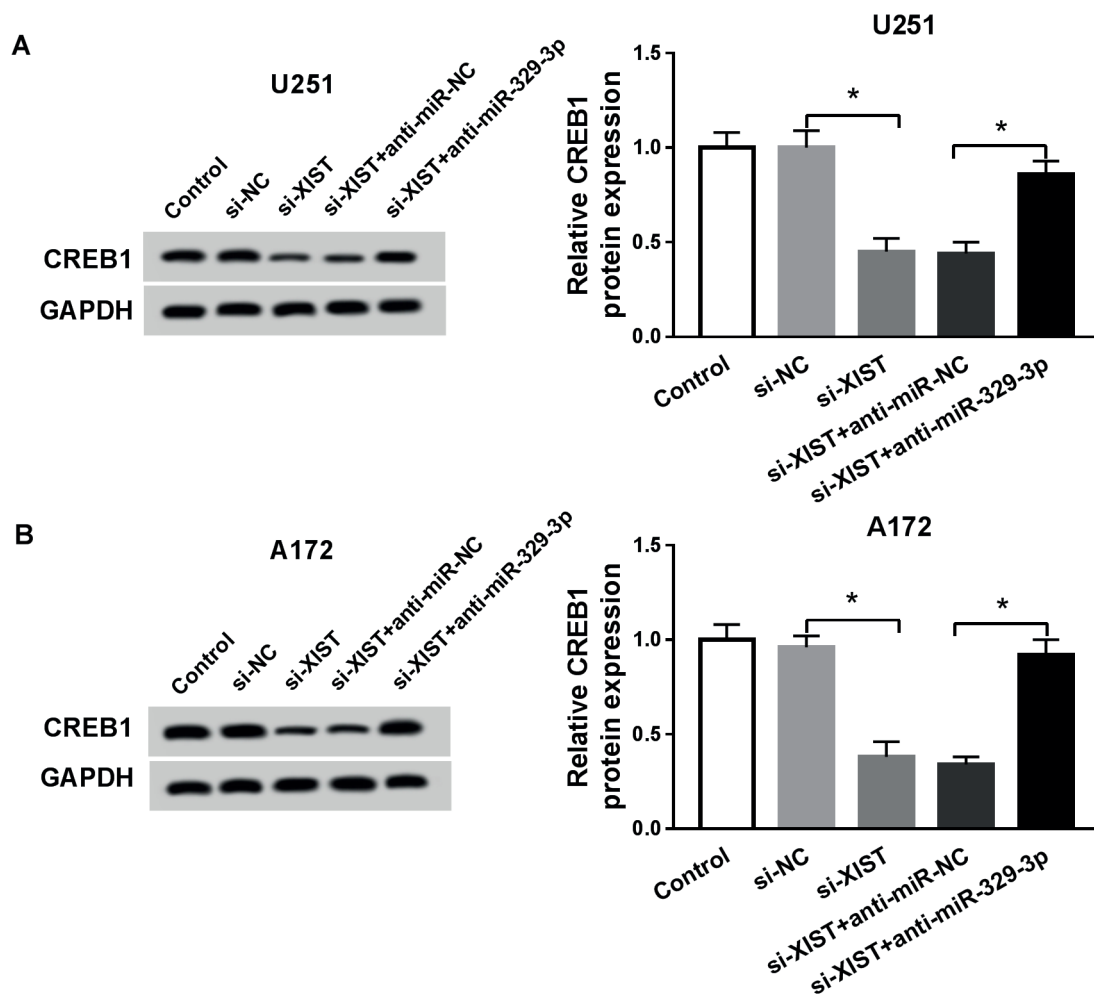 A
U251
Control
si-NC
si-XIST
si-XIST+anti-miR-NC
si-XIST+anti-miR-329-3p
CREB1
GAPDH
U251
Relative CREB1
protein expression
1.5
1.0
0.5
0.0
*
*
Control
si-NC
si-XIST
si-XIST+anti-miR-NC
si-XIST+anti-miR-329-3p
B
A172
Control
si-NC
si-XIST
si-XIST+anti-miR-NC
si-XIST+anti-miR-329-3p
CREB1
GAPDH
A172
Relative CREB1
protein expression
1.5
1.0
0.5
0.0
*
*
Control
si-NC
si-XIST
si-XIST+anti-miR-NC
si-XIST+anti-miR-329-3p